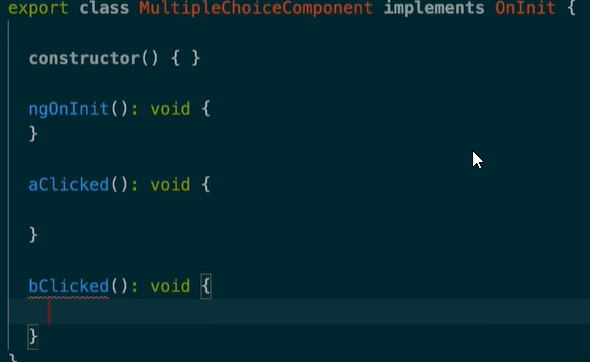 export class MultipleChoiceComponent implements OnInit {
constructor() { }
ngOnInit(): void {
}
aClicked(): void {
}
bClicked(): void {
}
}